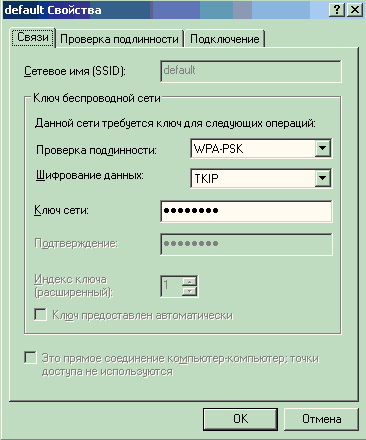 default Свойства
Связи Проверка подлинности Подключение
Сетевое имя (SSID): default
Ключ беспроводной сети
Данной сети требуется ключ для следующих операций:
Проверка подлинности: WPA-PSK
Шифрование данных: TKIP
Ключ сети: ●●●●●●●●
Подтверждение: ●●●●●●●●
Индекс ключа
(расширенный): 1
Ключ предоставлен автоматически
Это прямое соединение компьютер-компьютер; точки
доступа не используются
OK Отмена